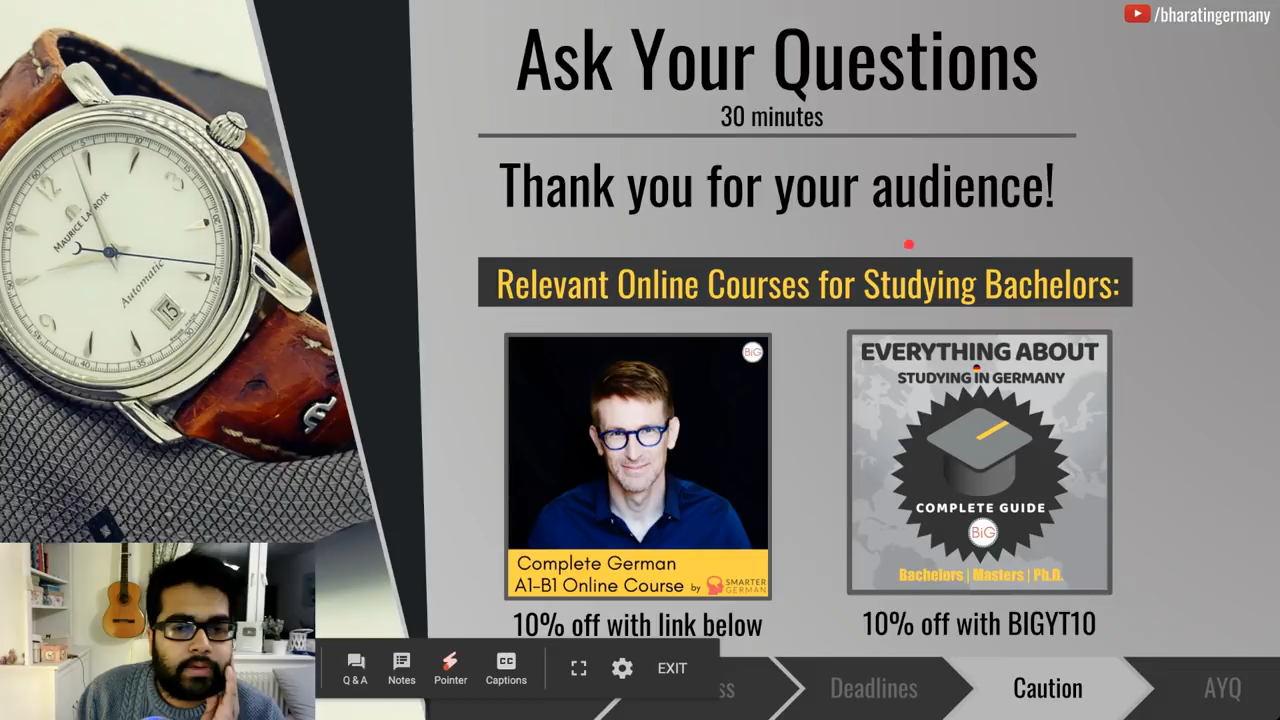 /bharatingermany
Ask Your Questions
30 minutes
Thank you for your audience!
Relevant Online Courses for Studying Bachelors:
MAURICE LACROIX
Automatic
15
BiG
Complete German
A1-B1 Online Course by SMARTER GERMAN
10% off with link below
EVERYTHING ABOUT
STUDYING IN GERMANY
COMPLETE GUIDE
BiG
Bachelors | Masters | Ph.D.
10% off with BIGYT10
Q & A
Notes
Pointer
CC
Captions
EXIT
ss
Deadlines
Caution
AYQ